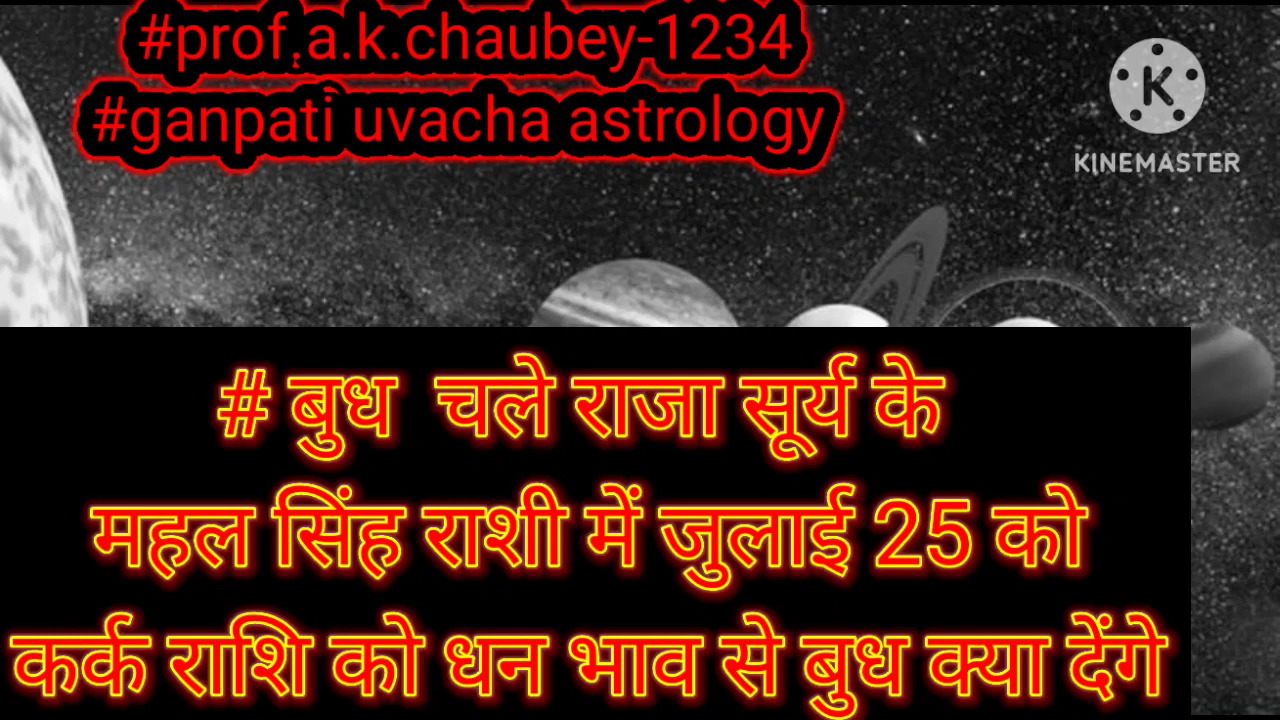 #prof.a.k.chaubey-1234
#ganpati uvacha astrology
K
KINEMASTER
# बुध चले राजा सूर्य के
महल सिंह राशी में जुलाई 25 को
कर्क राशि को धन भाव से बुध क्या देंगे